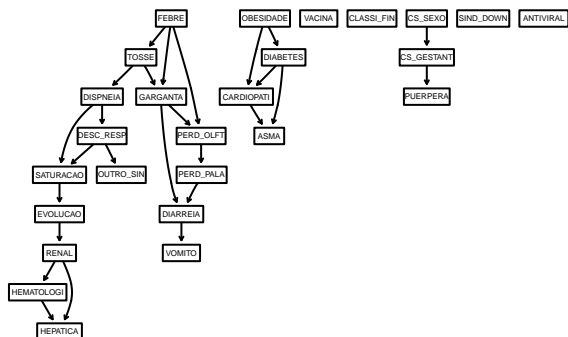 FEBRE OBESIDADE VACINA CLASSI_FIN CS_SEXO SIND_DOWN ANTIVIRAL
TOSSE DIABETES CS_GESTANT
DISPNEIA GARGANTA CARDIOPATI PUERPERA
DESC_RESP PERD_OLFT ASMA
SATURACAO OUTRO_SIN PERD_PALA
EVOLUCAO DIARREIA
RENAL VOMITO
HEMATOLOGI
HEPATICA